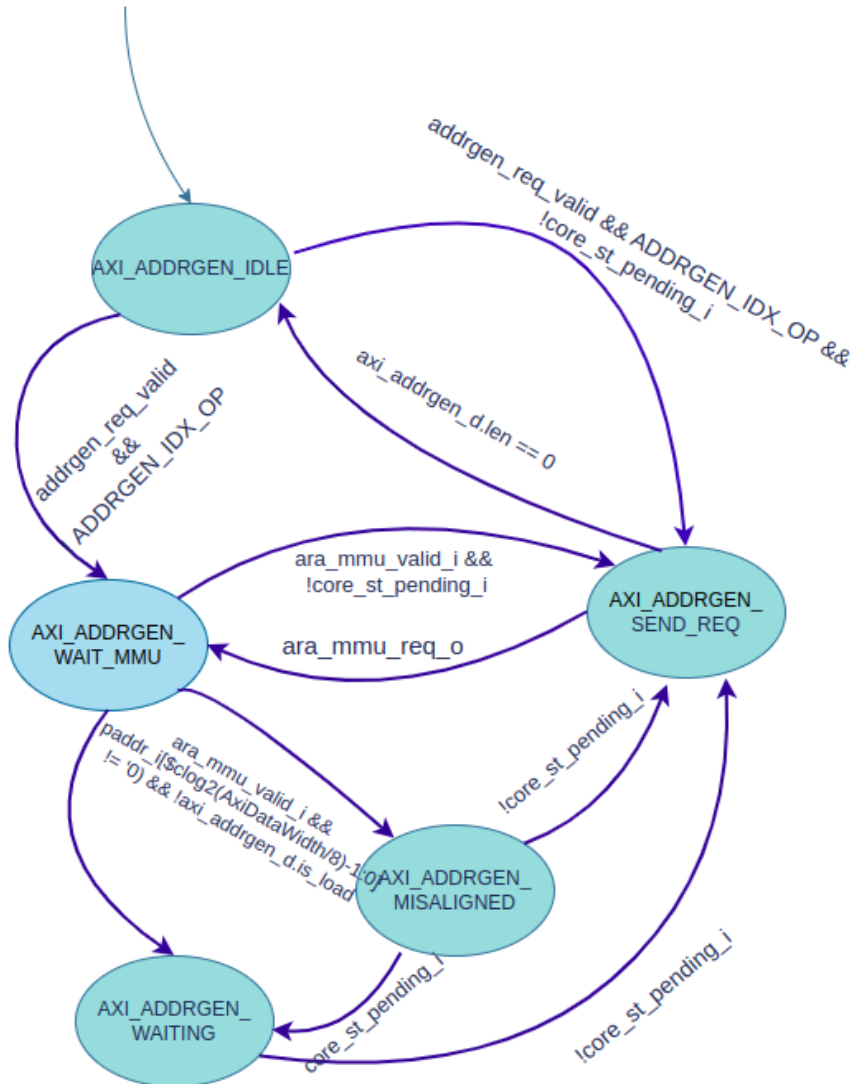 addrgen_req_valid && ADDRGEN_IDX_OP &&
!core_st_pending_i
AXI_ADDRGEN_IDLE
axi_addrgen_d.len == 0
addrgen_req_valid
&&
ADDRGEN_IDX_OP
ara_mmu_valid_i &&
!core_st_pending_i
AXI_ADDRGEN_
SEND_REQ
AXI_ADDRGEN_
WAIT_MMU
ara_mmu_req_o
!core_st_pending_i
ara_mmu_valid_i &&
paddr_i[$clog2(AxiDataWidth/8)-1:0]
!= '0) && !axi_addrgen_d.is_load
AXI_ADDRGEN_
MISALIGNED
core_st_pending_i
AXI_ADDRGEN_
WAITING
!core_st_pending_i